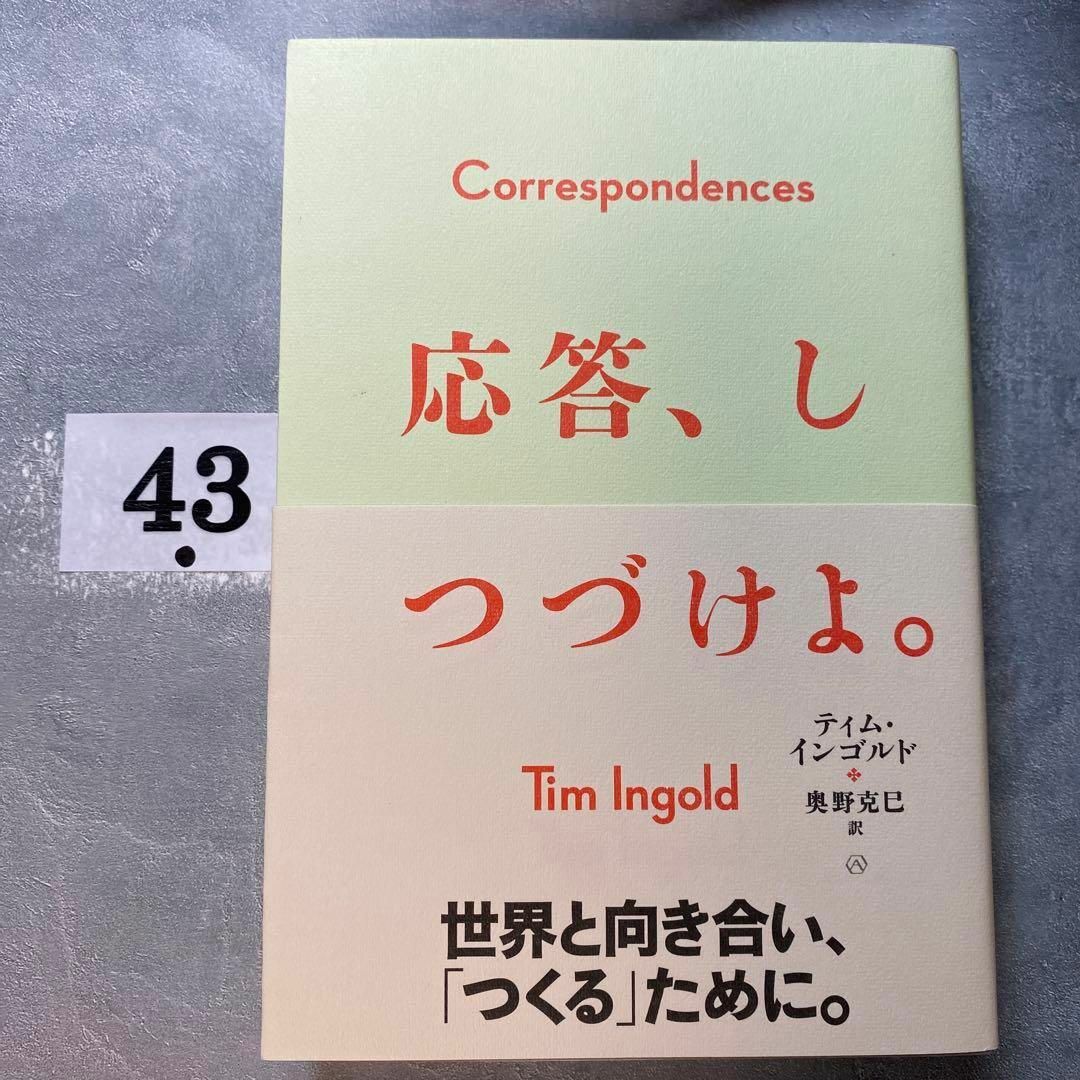 Correspondences
応答、し
43.
つづけよ。
ティム・
インゴルド
Tim Ingold
奥野克巳
訳
A
世界と向き合い、
「つくる」ために。